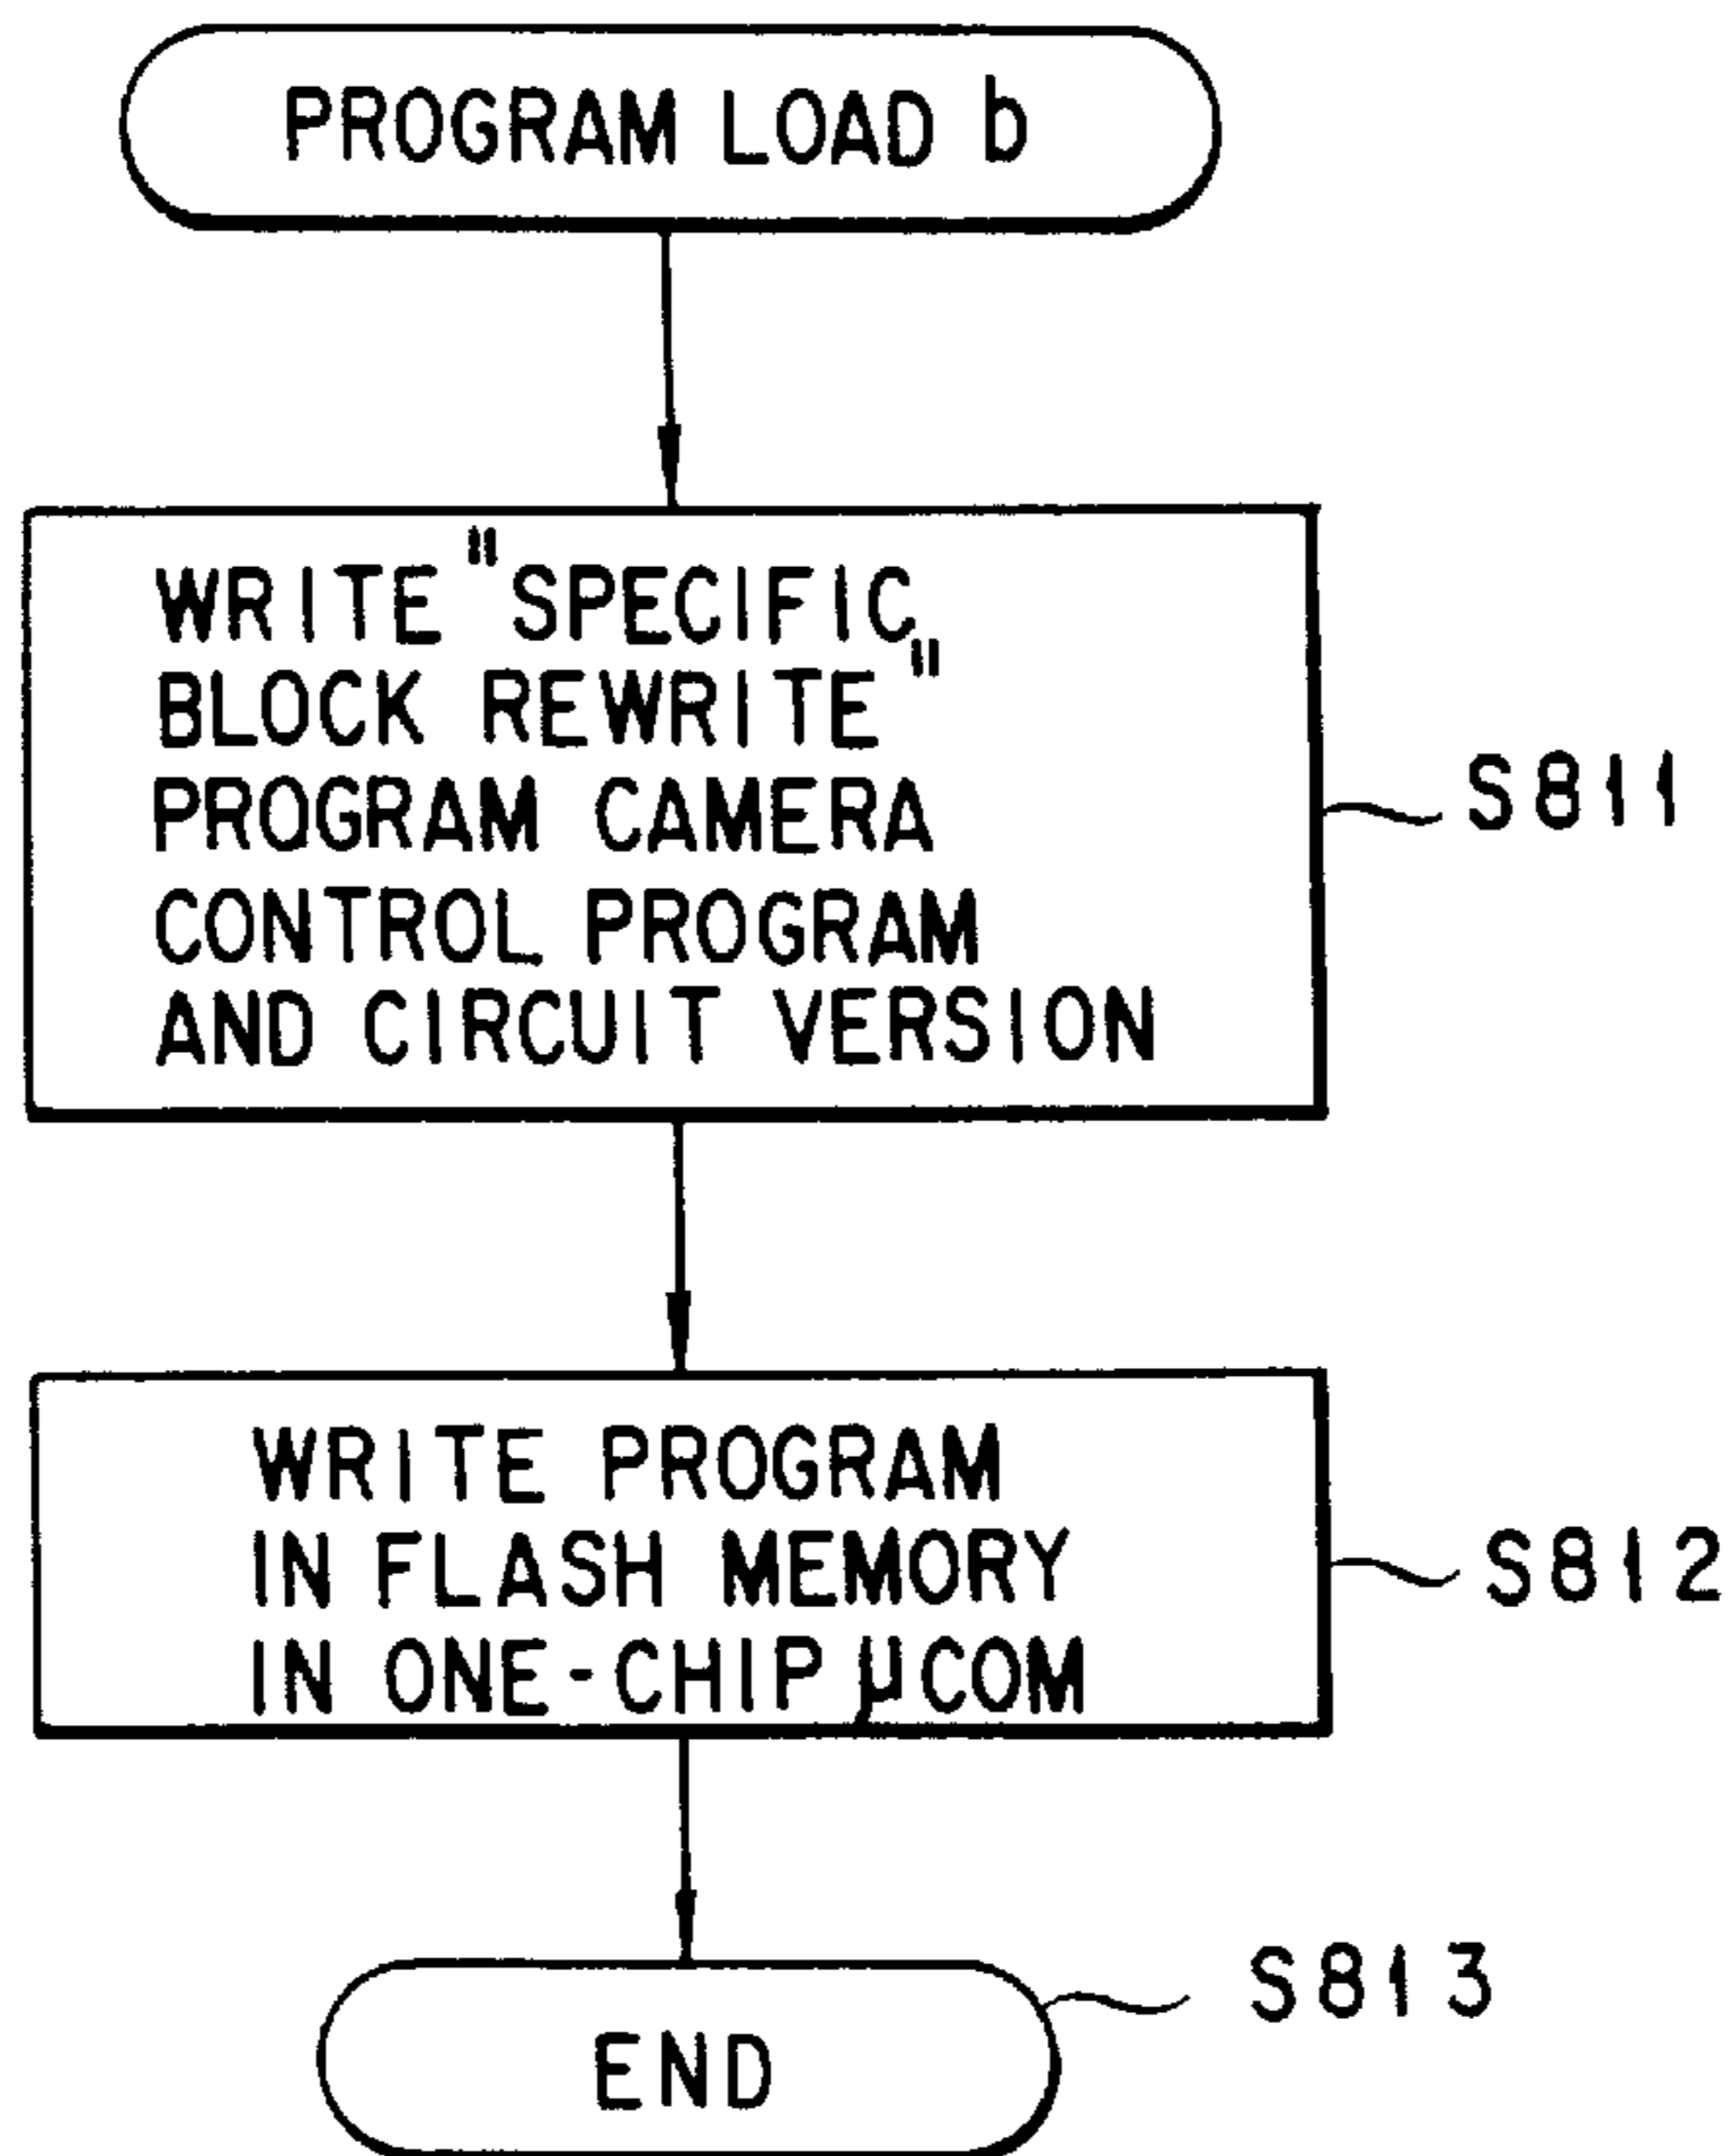 PROGRAM LOAD b
WRITE "SPECIFIC
BLOCK REWRITE"
PROGRAM CAMERA
CONTROL PROGRAM
AND CIRCUIT VERSION
S811
WRITE PROGRAM
IN FLASH MEMORY
IN ONE-CHIP μCOM
S812
END
S813